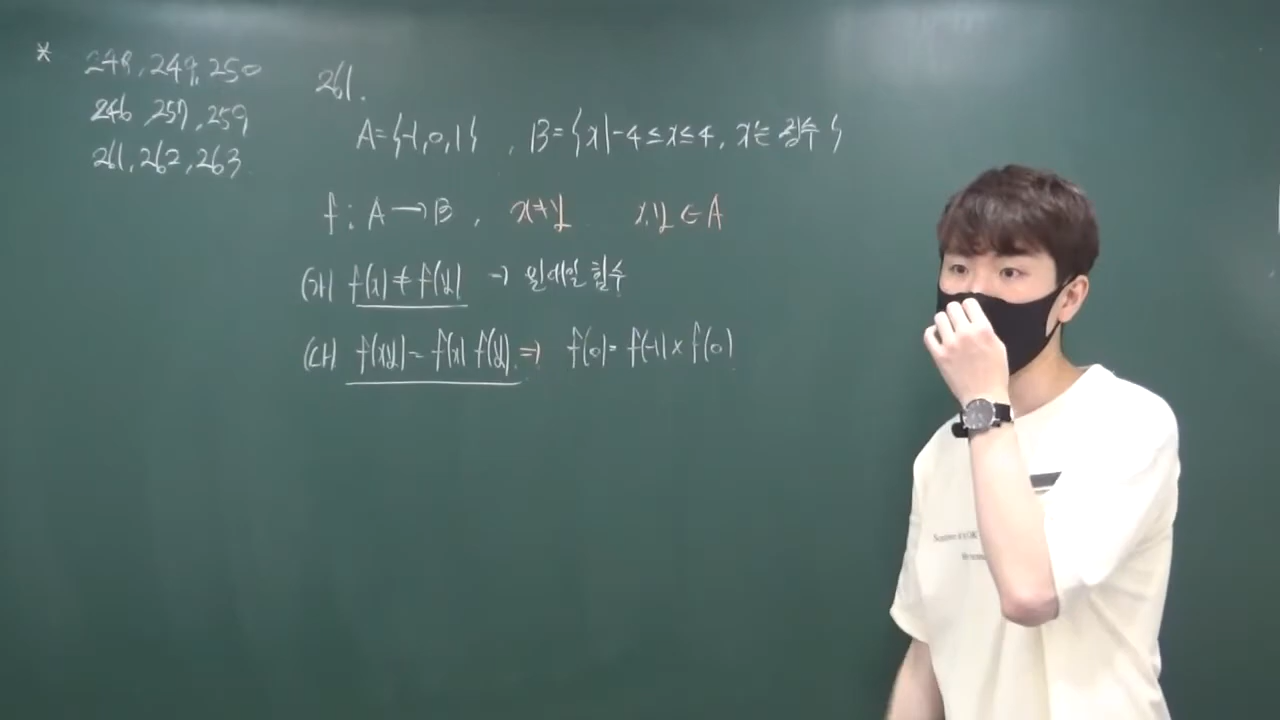 * 248, 249, 250
246, 257, 259
261, 262, 263
261.
A={-1,0,1} , B={x|-4≤x≤4, x는 정수}
f : A → B , x≠y x,y ∈ A
(가) f(x) ≠ f(y) → 일대일 함수
(나) f(xy) = f(x) f(y). ⇒ f(0) = f(-1) × f(0)